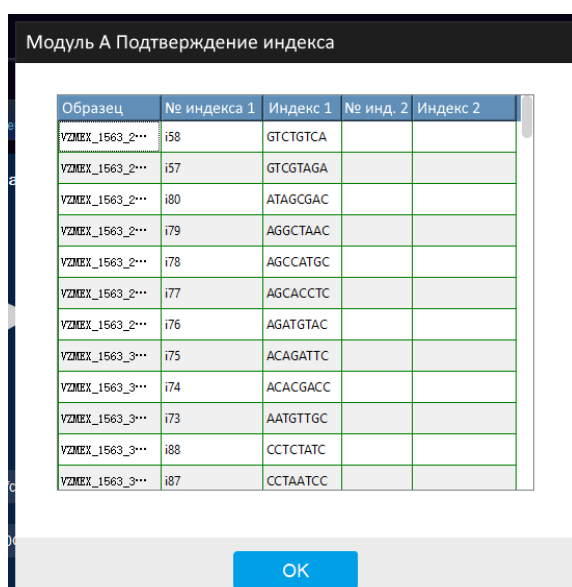 Модуль А Подтверждение индекса
Образец № индекса 1 Индекс 1 № инд. 2 Индекс 2
VZMEX_1563_2··· i58 GTCTGTCA
VZMEX_1563_2··· i57 GTCGTAGA
VZMEX_1563_2··· i80 ATAGCGAC
VZMEX_1563_2··· i79 AGGCTAAC
VZMEX_1563_2··· i78 AGCCATGC
VZMEX_1563_2··· i77 AGCACCTC
VZMEX_1563_2··· i76 AGATGTAC
VZMEX_1563_3··· i75 ACAGATTC
VZMEX_1563_3··· i74 ACACGACC
VZMEX_1563_3··· i73 AATGTTGC
VZMEX_1563_3··· i88 CCTCTATC
VZMEX_1563_3··· i87 CCTAATCC
OK